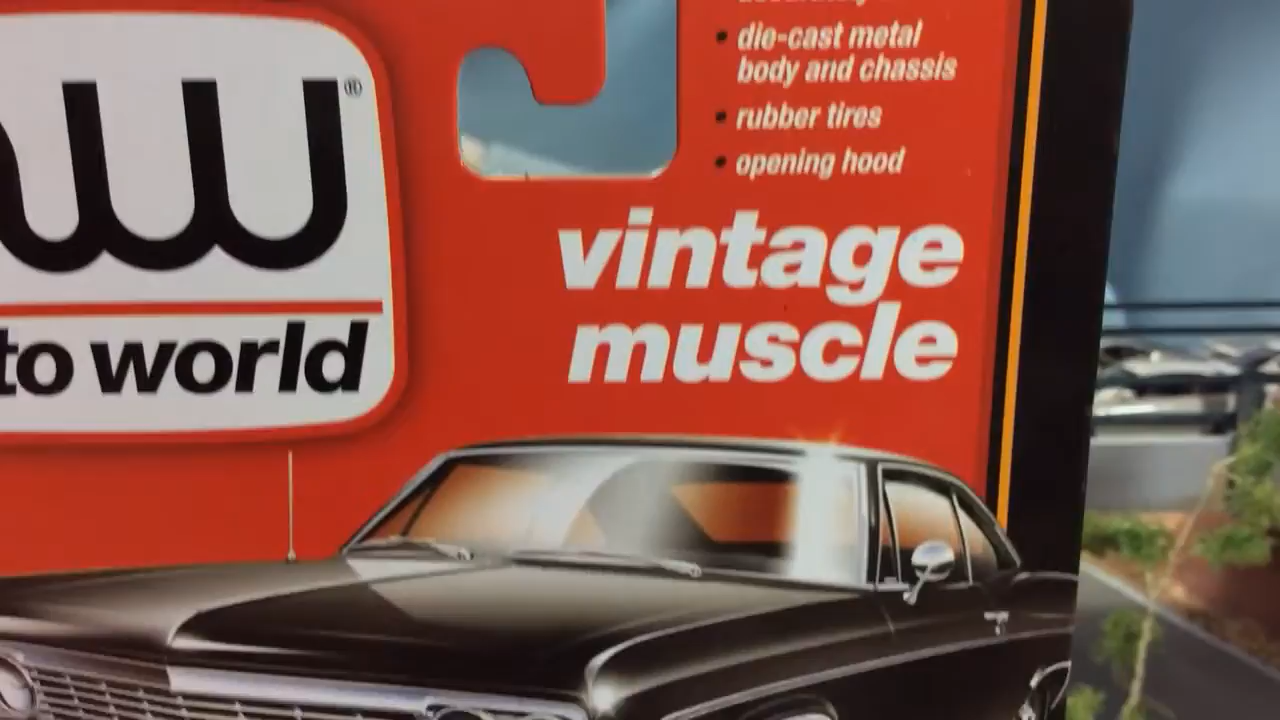 die-cast metal
body and chassis
rubber tires
opening hood
w®
to world
vintage
muscle